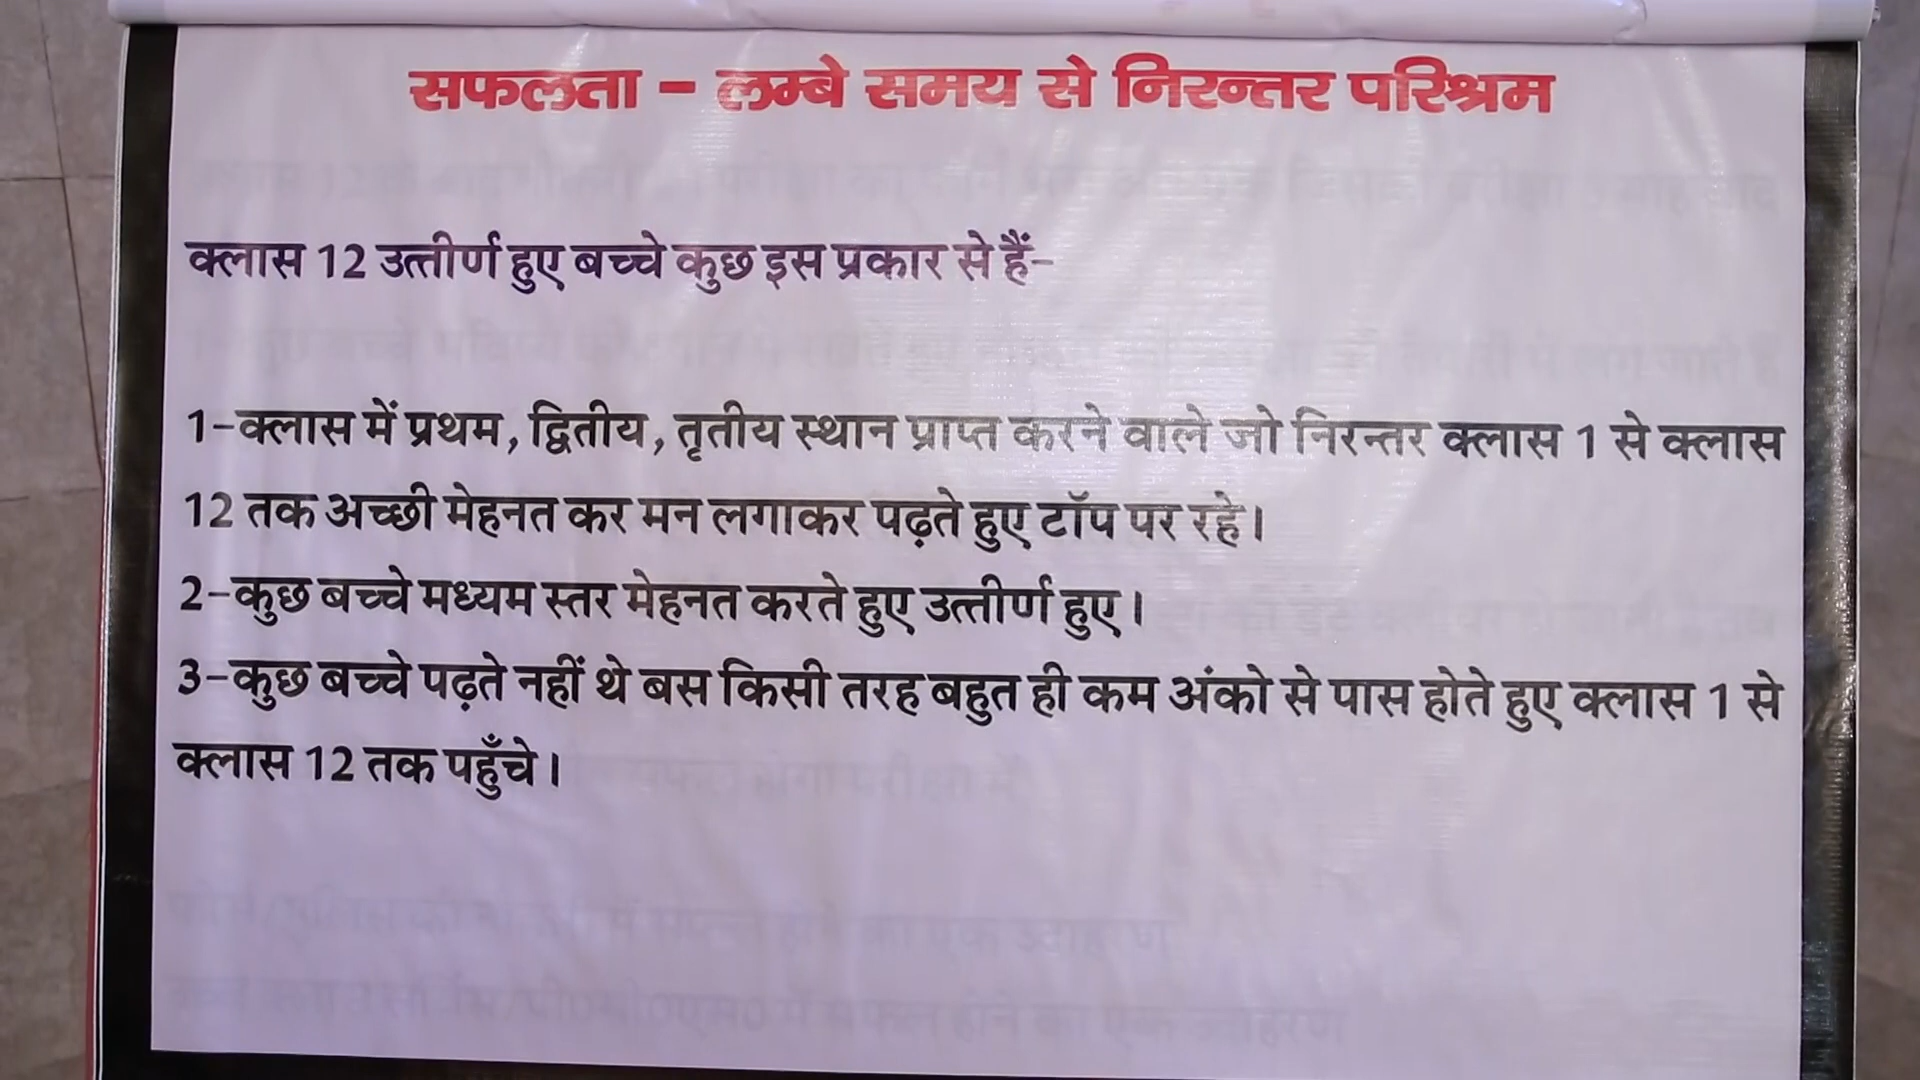 सफलता - लम्बे समय से निरन्तर परिश्रम
क्लास 12 उत्तीर्ण हुए बच्चे कुछ इस प्रकार से हैं-
1-क्लास में प्रथम, द्वितीय, तृतीय स्थान प्राप्त करने वाले जो निरन्तर क्लास 1 से क्लास
12 तक अच्छी मेहनत कर मन लगाकर पढ़ते हुए टॉप पर रहे।
2-कुछ बच्चे मध्यम स्तर मेहनत करते हुए उत्तीर्ण हुए।
3-कुछ बच्चे पढ़ते नहीं थे बस किसी तरह बहुत ही कम अंको से पास होते हुए क्लास 1 से
क्लास 12 तक पहुँचे।